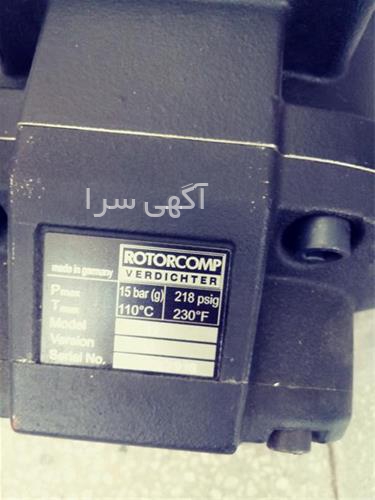 آگهی سرا
made in germany
ROTORCOMP
VERDICHTER
Pmax 15 bar (g) 218 psig
Tmax 110°C 230°F
Model
Version
Serial No.